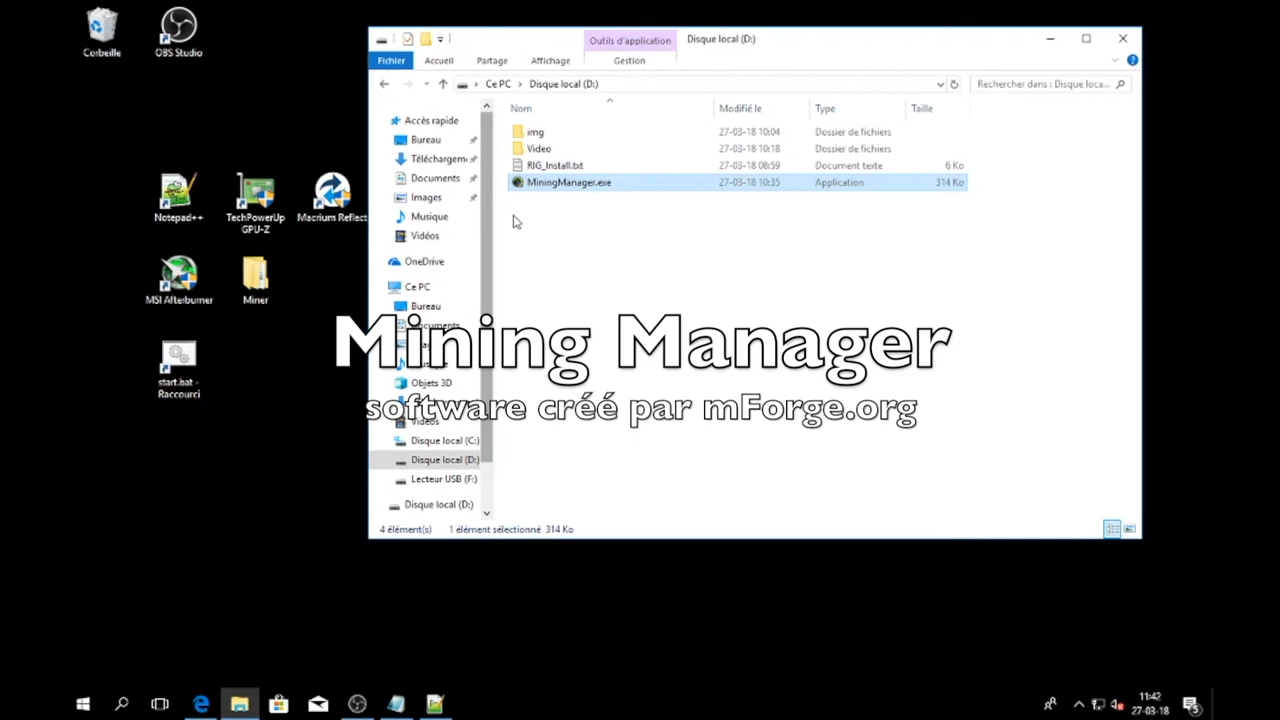 Corbeille
OBS Studio
Notepad++
TechPowerUp GPU-Z
Macrium Reflect
MSI Afterburner
Miner
start.bat - Raccourci
Outils d'application
Disque local (D:)
Fichier
Accueil
Partage
Affichage
Gestion
Ce PC > Disque local (D:)
Rechercher dans : Disque loca...
Nom
Modifié le
Type
Taille
img 27-03-18 10:04 Dossier de fichiers
Video 27-03-18 10:18 Dossier de fichiers
RIG_Install.txt 27-03-18 08:59 Document texte 6 Ko
MiningManager.exe 27-03-18 10:35 Application 314 Ko
Accès rapide
Bureau
Téléchargem
Documents
Images
Musique
Vidéos
OneDrive
Ce PC
Bureau
Documents
Mining Manager
Objets 3D
software créé par mForge.org
Vidéos
Disque local (C:)
Disque local (D:)
Lecteur USB (F:)
Disque local (D:)
4 élément(s)
1 élément sélectionné 314 Ko
11:42
27-03-18
5